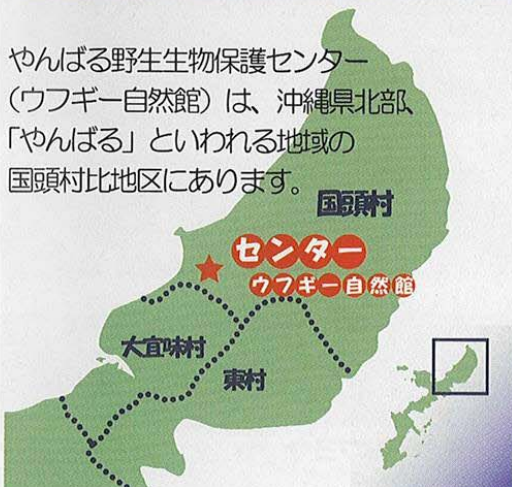 やんばる野生生物保護センター
(ウフギー自然館)は、沖縄県北部、
「やんばる」といわれる地域の
国頭村比地区にあります。
国頭村
センター
ウフギー自然館
大宜味村
東村